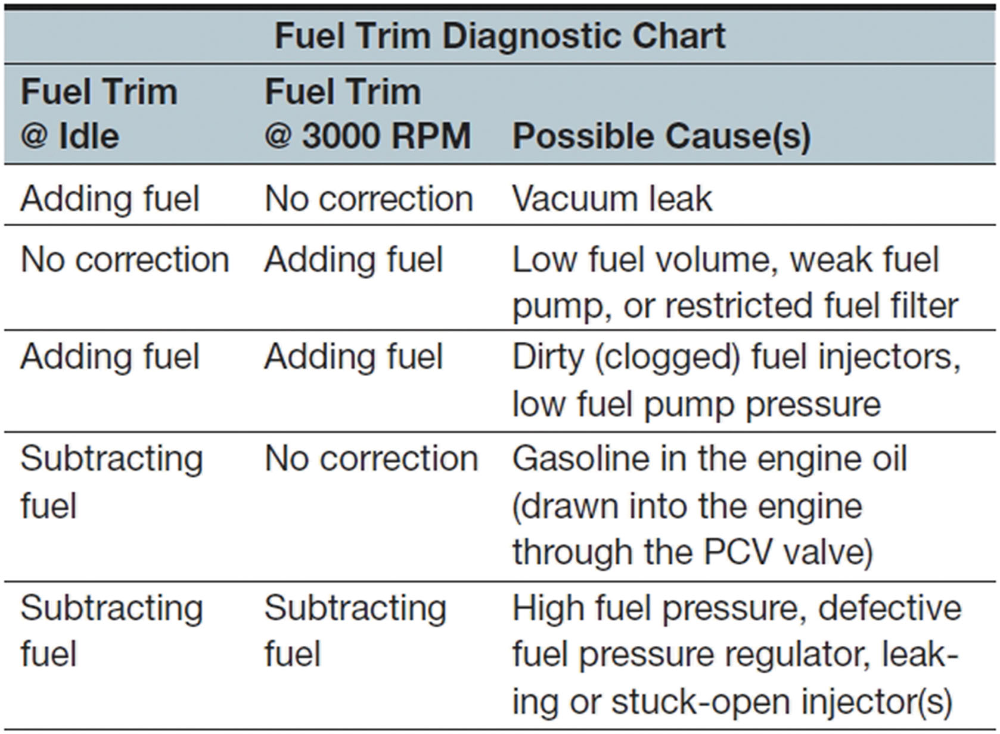 Fuel Trim Diagnostic Chart
Fuel Trim
@ Idle
Fuel Trim
@ 3000 RPM
Possible Cause(s)
Adding fuel
No correction
Vacuum leak
No correction
Adding fuel
Low fuel volume, weak fuel
pump, or restricted fuel filter
Adding fuel
Adding fuel
Dirty (clogged) fuel injectors,
low fuel pump pressure
Subtracting
fuel
No correction
Gasoline in the engine oil
(drawn into the engine
through the PCV valve)
Subtracting
fuel
Subtracting
fuel
High fuel pressure, defective
fuel pressure regulator, leak-
ing or stuck-open injector(s)